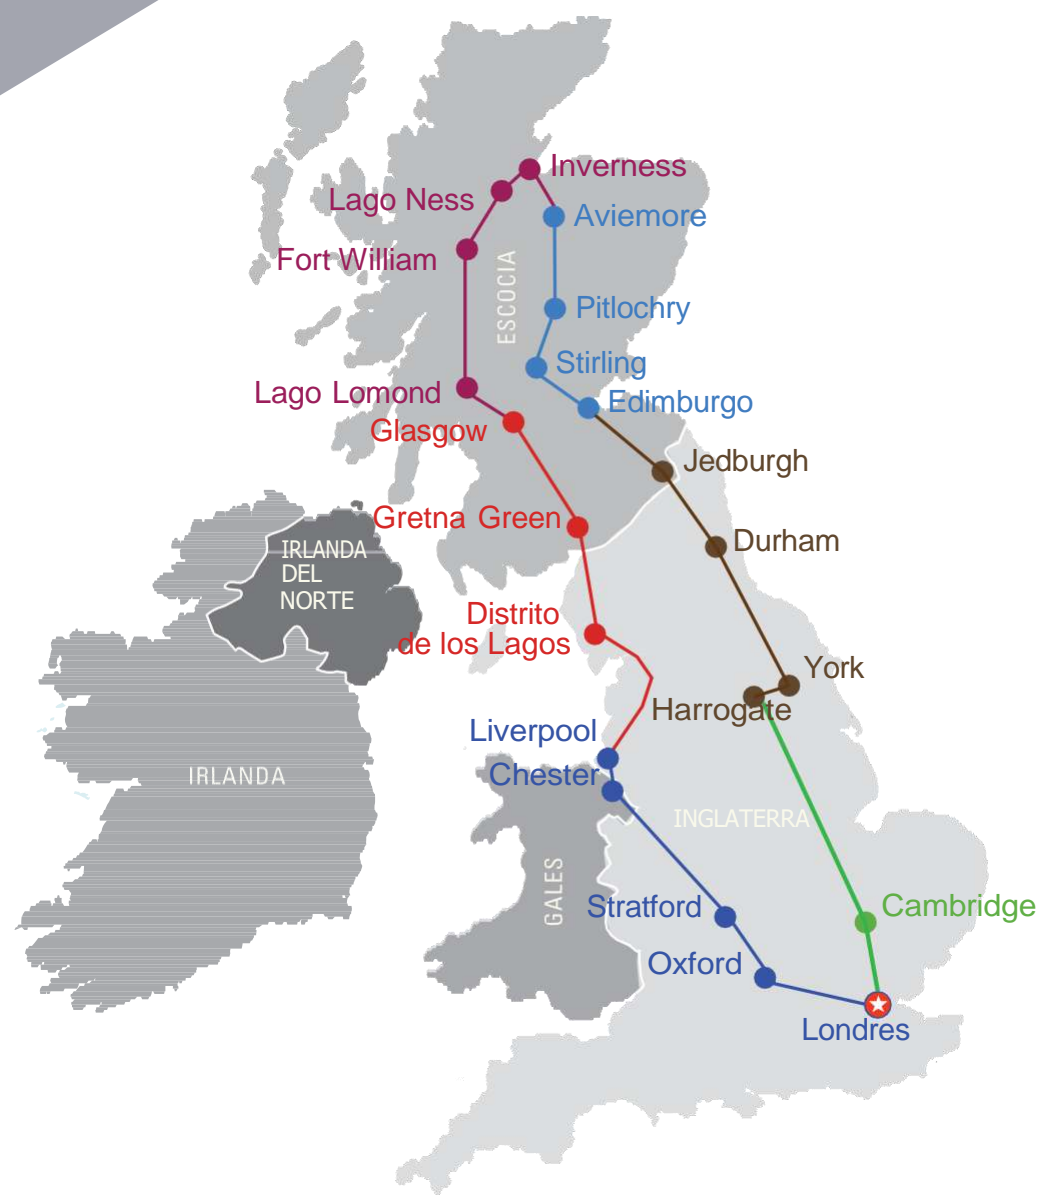 Inverness
Lago Ness
Aviemore
Fort William
ESCOCIA
Pitlochry
Stirling
Lago Lomond
Edimburgo
Glasgow
Jedburgh
Gretna Green
Durham
IRLANDA
DEL
NORTE
Distrito
de los Lagos
York
Harrogate
Liverpool
Chester
IRLANDA
INGLATERRA
GALES
Stratford
Cambridge
Oxford
Londres